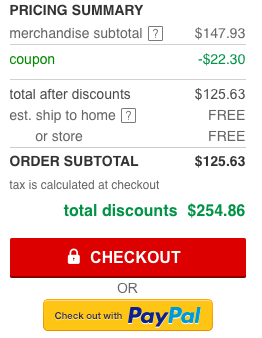 PRICING SUMMARY
merchandise subtotal ? $147.93
coupon -$22.30
total after discounts $125.63
est. ship to home ? FREE
or store FREE
ORDER SUBTOTAL $125.63
tax is calculated at checkout
total discounts $254.86
CHECKOUT
OR
Check out with PayPal